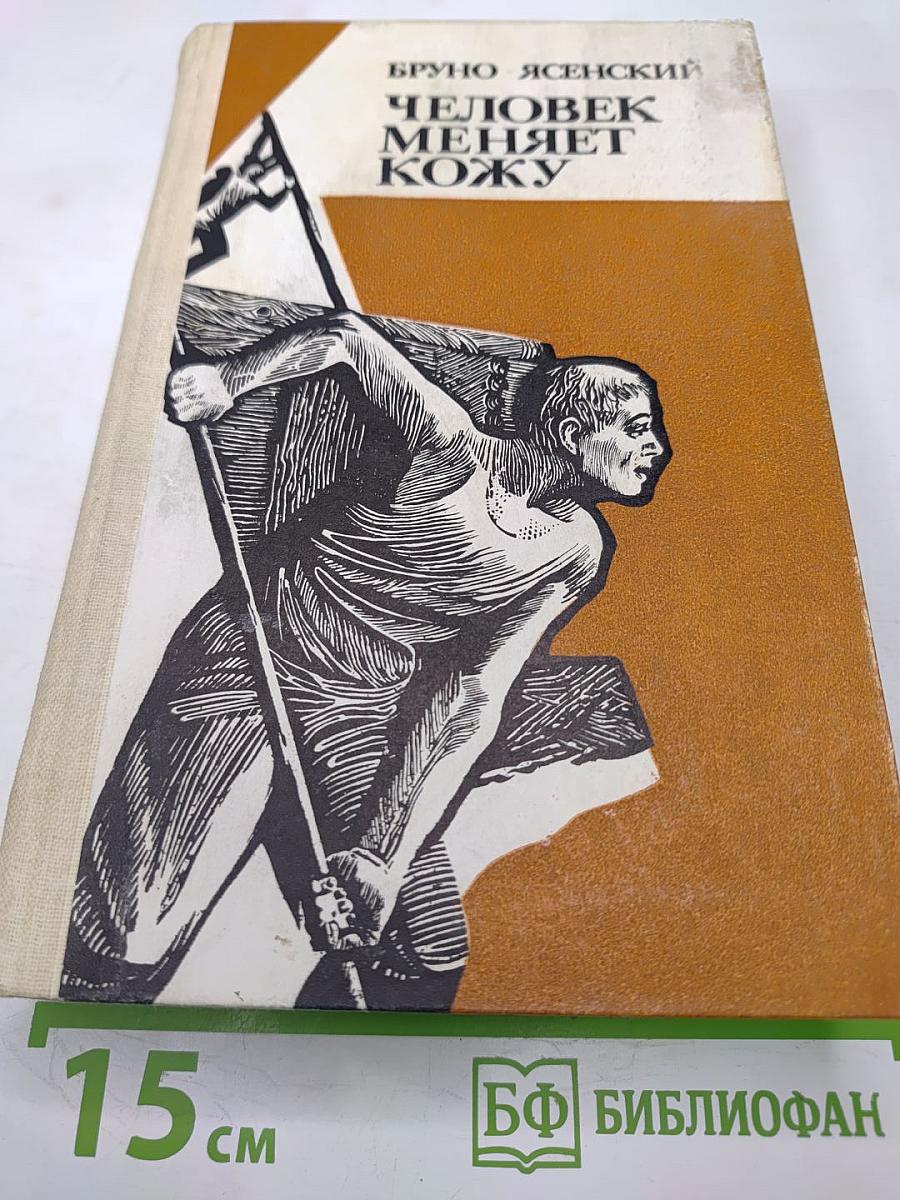 БРУНО ЯСЕНСКИЙ
ЧЕЛОВЕК
МЕНЯЕТ
КОЖУ
15 см
БФ БИБЛИОФАН